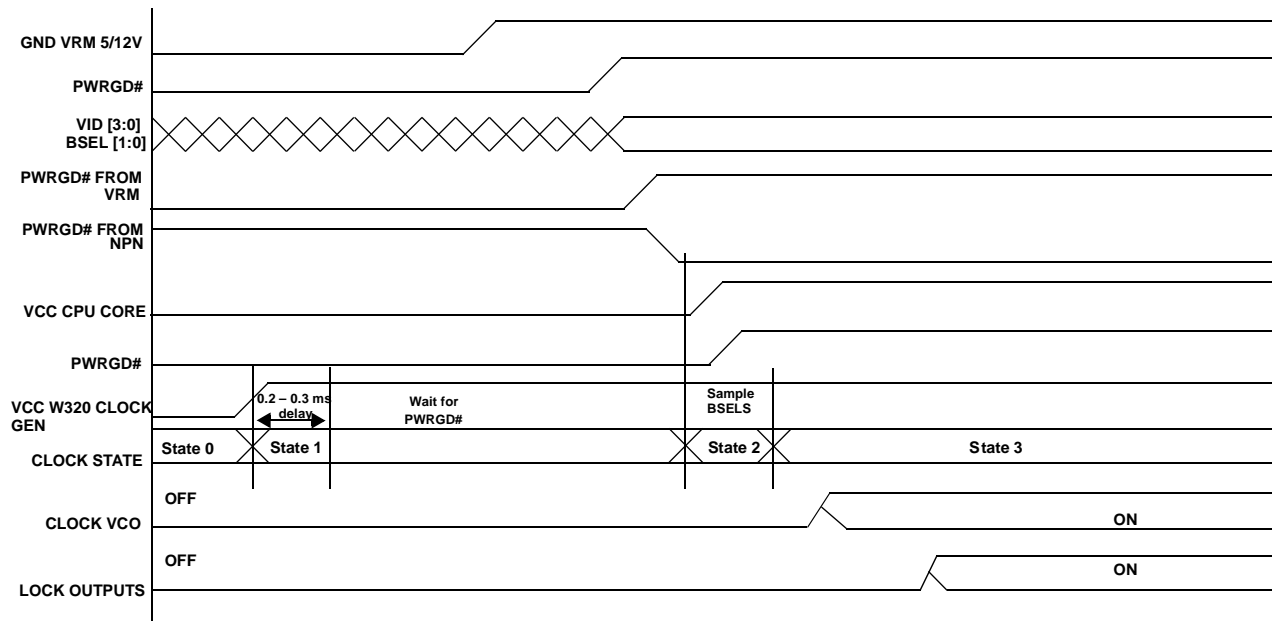 GND VRM 5/12V
PWRGD#
VID [3:0]
BSEL [1:0]
PWRGD# FROM
VRM
PWRGD# FROM
NPN
VCC CPU CORE
PWRGD#
VCC W320 CLOCK
GEN
0.2 – 0.3 ms
delay
Wait for
PWRGD#
Sample
BSELS
CLOCK STATE
State 0
State 1
State 2
State 3
OFF
CLOCK VCO
ON
OFF
LOCK OUTPUTS
ON